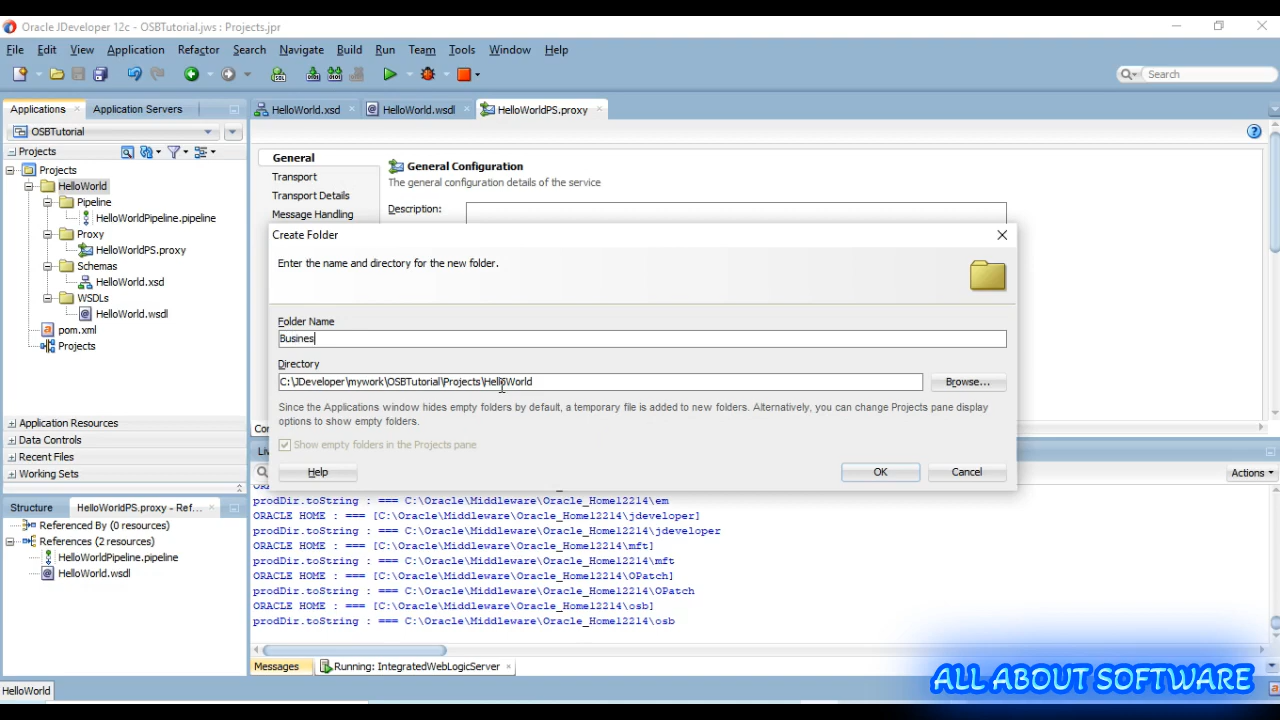 Oracle JDeveloper 12c - OSBTutorial.jws : Projects.jpr
File Edit View Application Refactor Search Navigate Build Run Team Tools Window Help
Search
Applications Application Servers HelloWorld.xsd HelloWorld.wsdl HelloWorldPS.proxy
OSBTutorial
Projects
Projects
HelloWorld
Pipeline
HelloWorldPipeline.pipeline
Proxy
HelloWorldPS.proxy
Schemas
HelloWorld.xsd
WSDLs
HelloWorld.wsdl
pom.xml
Projects
Application Resources
Data Controls
Recent Files
Working Sets
General
Transport
Transport Details
Message Handling
General Configuration
The general configuration details of the service
Description:
Create Folder
Enter the name and directory for the new folder.
Folder Name
Busines
Directory
C:\JDeveloper\mywork\OSBTutorial\Projects\HelloWorld
Browse...
Since the Applications window hides empty folders by default, a temporary file is added to new folders. Alternatively, you can change Projects pane display
options to show empty folders.
Show empty folders in the Projects pane
Help OK Cancel
Actions
Structure HelloWorldPS.proxy - Ref...
Referenced By (0 resources)
References (2 resources)
HelloWorldPipeline.pipeline
HelloWorld.wsdl
prodDir.toString : === C:\Oracle\Middleware\Oracle_Home12214\em
ORACLE HOME : === [C:\Oracle\Middleware\Oracle_Home12214\jdeveloper]
prodDir.toString : === C:\Oracle\Middleware\Oracle_Home12214\jdeveloper
ORACLE HOME : === [C:\Oracle\Middleware\Oracle_Home12214\mft]
prodDir.toString : === C:\Oracle\Middleware\Oracle_Home12214\mft
ORACLE HOME : === [C:\Oracle\Middleware\Oracle_Home12214\OPatch]
prodDir.toString : === C:\Oracle\Middleware\Oracle_Home12214\OPatch
ORACLE HOME : === [C:\Oracle\Middleware\Oracle_Home12214\osb]
prodDir.toString : === C:\Oracle\Middleware\Oracle_Home12214\osb
Messages Running: IntegratedWebLogicServer
HelloWorld
ALL ABOUT SOFTWARE